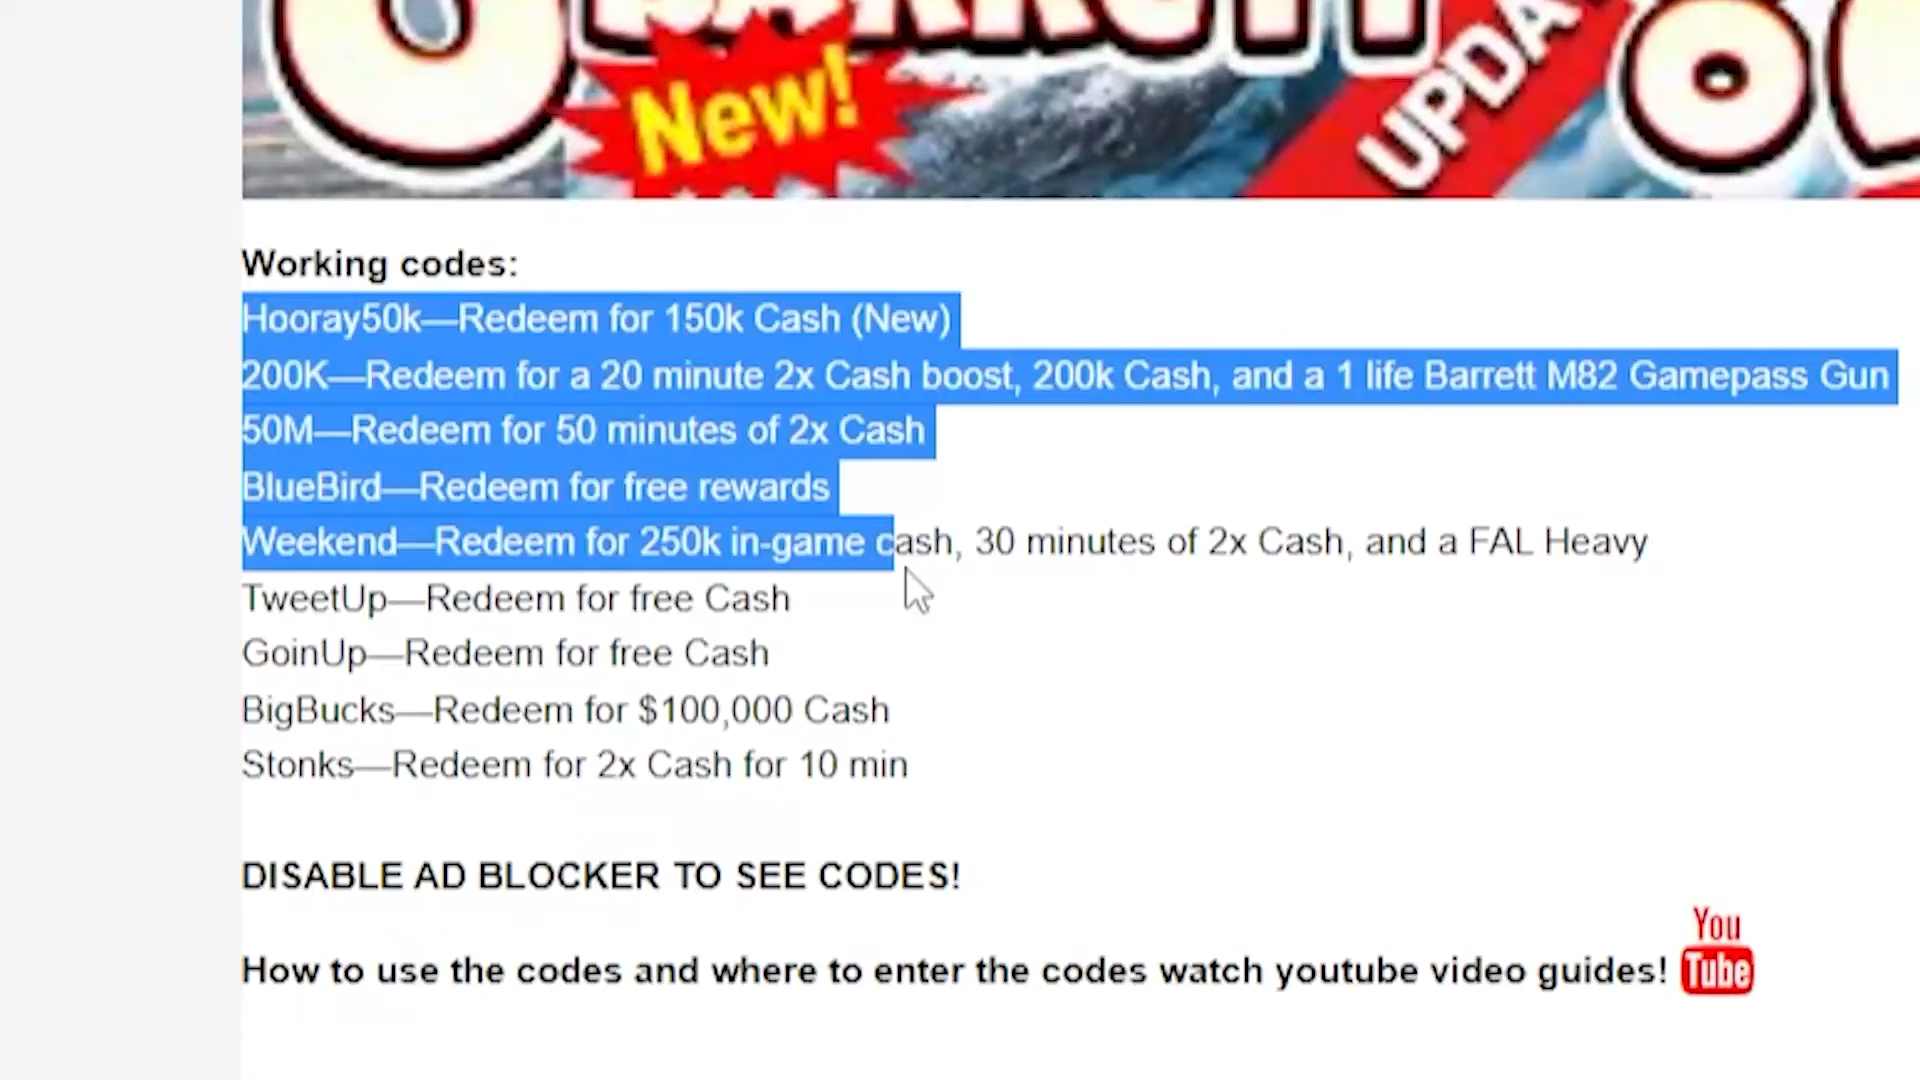 New!
UPDA
Working codes:
Hooray50k—Redeem for 150k Cash (New)
200K—Redeem for a 20 minute 2x Cash boost, 200k Cash, and a 1 life Barrett M82 Gamepass Gun
50M—Redeem for 50 minutes of 2x Cash
BlueBird—Redeem for free rewards
Weekend—Redeem for 250k in-game cash, 30 minutes of 2x Cash, and a FAL Heavy
TweetUp—Redeem for free Cash
GoinUp—Redeem for free Cash
BigBucks—Redeem for $100,000 Cash
Stonks—Redeem for 2x Cash for 10 min
DISABLE AD BLOCKER TO SEE CODES!
How to use the codes and where to enter the codes watch youtube video guides!
You
Tube